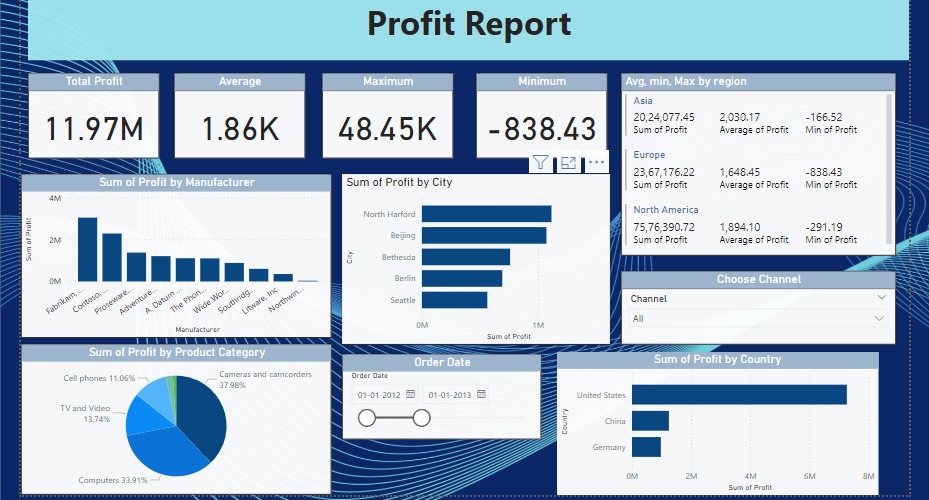 Profit Report
Total Profit
11.97M
Average
1.86K
Maximum
48.45K
Minimum
-838.43
Avg, min, Max by region
Asia
20,24,077.45 2,030.17 -166.52
Sum of Profit Average of Profit Min of Profit
Europe
23,67,176.22 1,648.45 -838.43
Sum of Profit Average of Profit Min of Profit
North America
75,76,390.72 1,894.10 -291.19
Sum of Profit Average of Profit Min of Profit
Sum of Profit by Manufacturer
Sum of Profit
4M
2M
0M
Fabrikam,...
Contoso,...
Proseware...
Adventure...
A. Datum ...
The Phon...
Wide Wor...
Southridg...
Litware, Inc.
Northwin...
Manufacturer
Sum of Profit by City
City
North Harford
Beijing
Bethesda
Berlin
Seattle
0M 1M
Sum of Profit
Choose Channel
Channel
All
Sum of Profit by Product Category
Cell phones 11.06%
Cameras and camcorders
37.98%
TV and Video
13.74%
Computers 33.91%
Order Date
Order Date
01-01-2012 01-01-2013
Sum of Profit by Country
Country
United States
China
Germany
0M 2M 4M 6M 8M
Sum of Profit